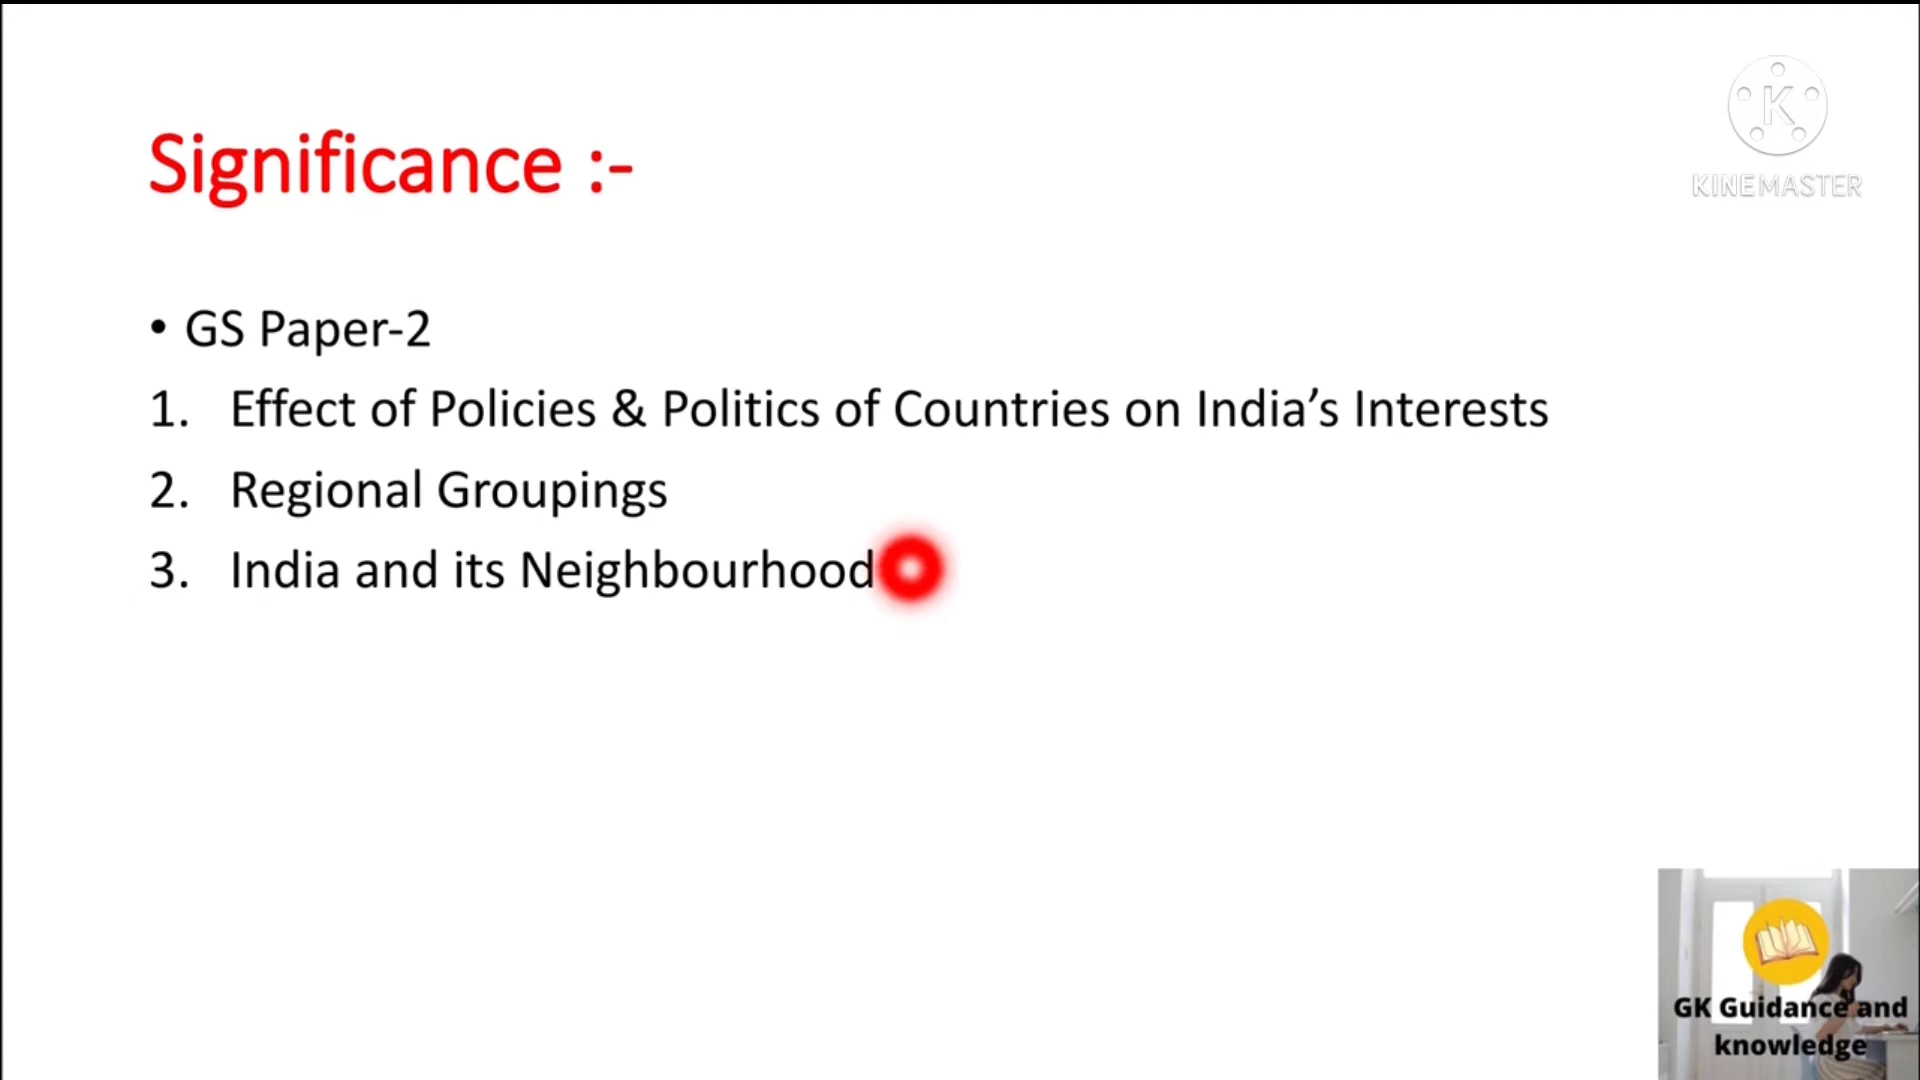 Significance :-
K
KINEMASTER
• GS Paper-2
1. Effect of Policies & Politics of Countries on India’s Interests
2. Regional Groupings
3. India and its Neighbourhood
GK Guidance and
knowledge